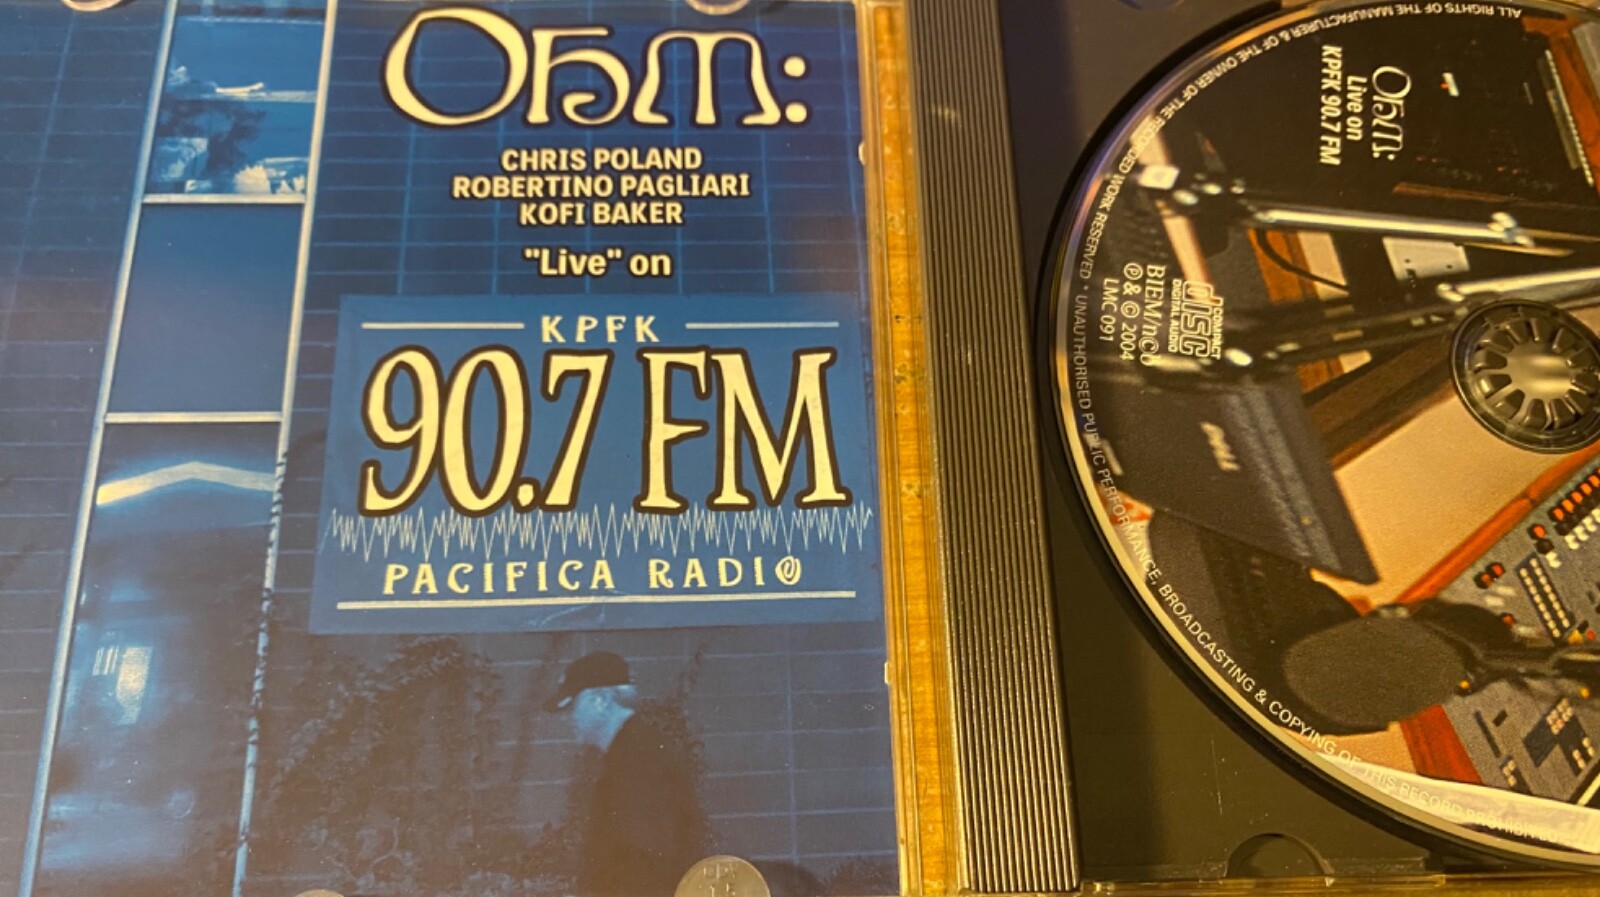 Ohm:
CHRIS POLAND
ROBERTINO PAGLIARI
KOFI BAKER
"Live" on
KPFK
90.7 FM
PACIFICA RADIO
Ohm:
Live on
KPFK 90.7 FM
COMPACT
disc
DIGITAL AUDIO
BIEM/n©b
℗ & © 2004
LMC 091
ALL RIGHTS OF THE MANUFACTURER & OF THE OWNER OF THE RECORDED WORK RESERVED • UNAUTHORISED PUBLIC PERFORMANCE, BROADCASTING & COPYING OF THIS RECORD PROHIBITED
DELL